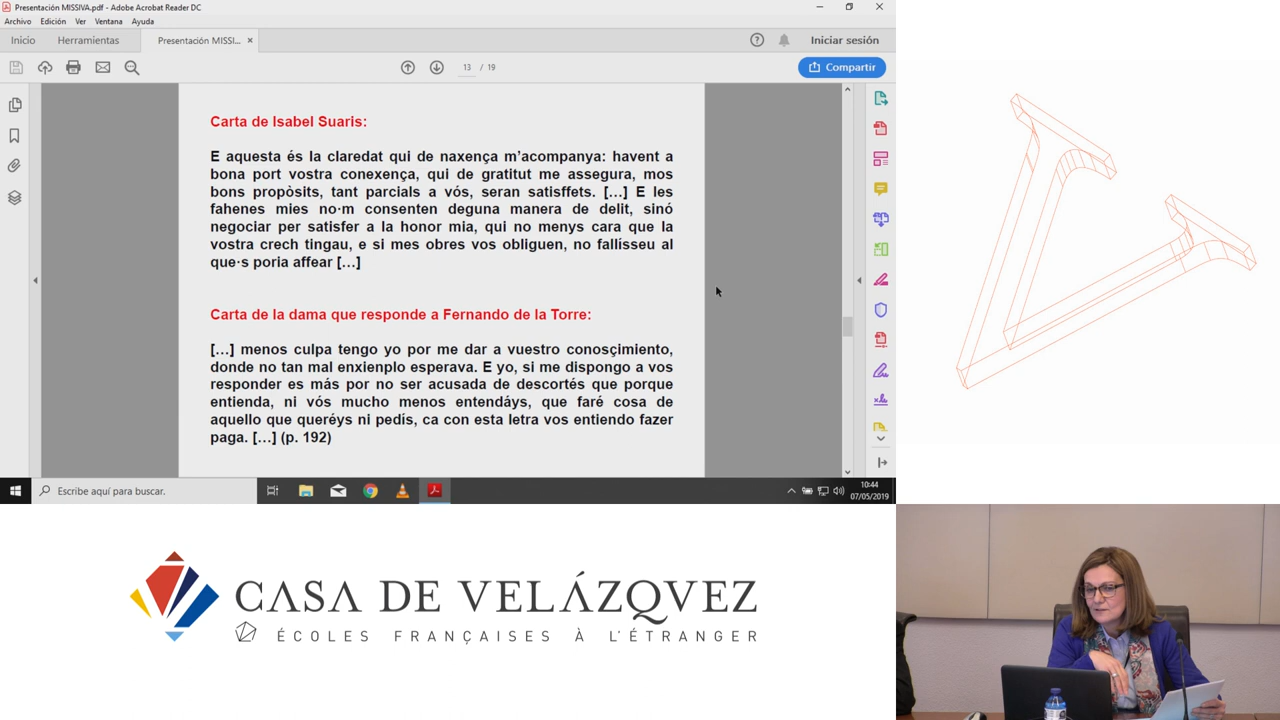 Presentación MISSIVA.pdf - Adobe Acrobat Reader DC
Archivo Edición Ver Ventana Ayuda
Inicio Herramientas Presentación MISSI... × Iniciar sesión
13 / 19 Compartir
Carta de Isabel Suaris:
E aquesta és la claredat qui de naxença m'acompanya: havent a
bona port vostra conexença, qui de gratitut me assegura, mos
bons propòsits, tant parcials a vós, seran satisffets. [...] E les
fahenes mies no·m consenten deguna manera de delit, sinó
negociar per satisfer a la honor mia, qui no menys cara que la
vostra crech tingau, e si mes obres vos obliguen, no fallísseu al
que·s poria affear [...]
Carta de la dama que responde a Fernando de la Torre:
[...] menos culpa tengo yo por me dar a vuestro conosçimiento,
donde no tan mal enxienplo esperava. E yo, si me dispongo a vos
responder es más por no ser acusada de descortés que porque
entienda, ni vós mucho menos entendáys, que faré cosa de
aquello que queréys ni pedís, ca con esta letra vos entiendo fazer
paga. [...] (p. 192)
Escribe aquí para buscar.
10:44
07/05/2019
CASA DE VELÁZQVEZ
ÉCOLES FRANÇAISES À L'ÉTRANGER